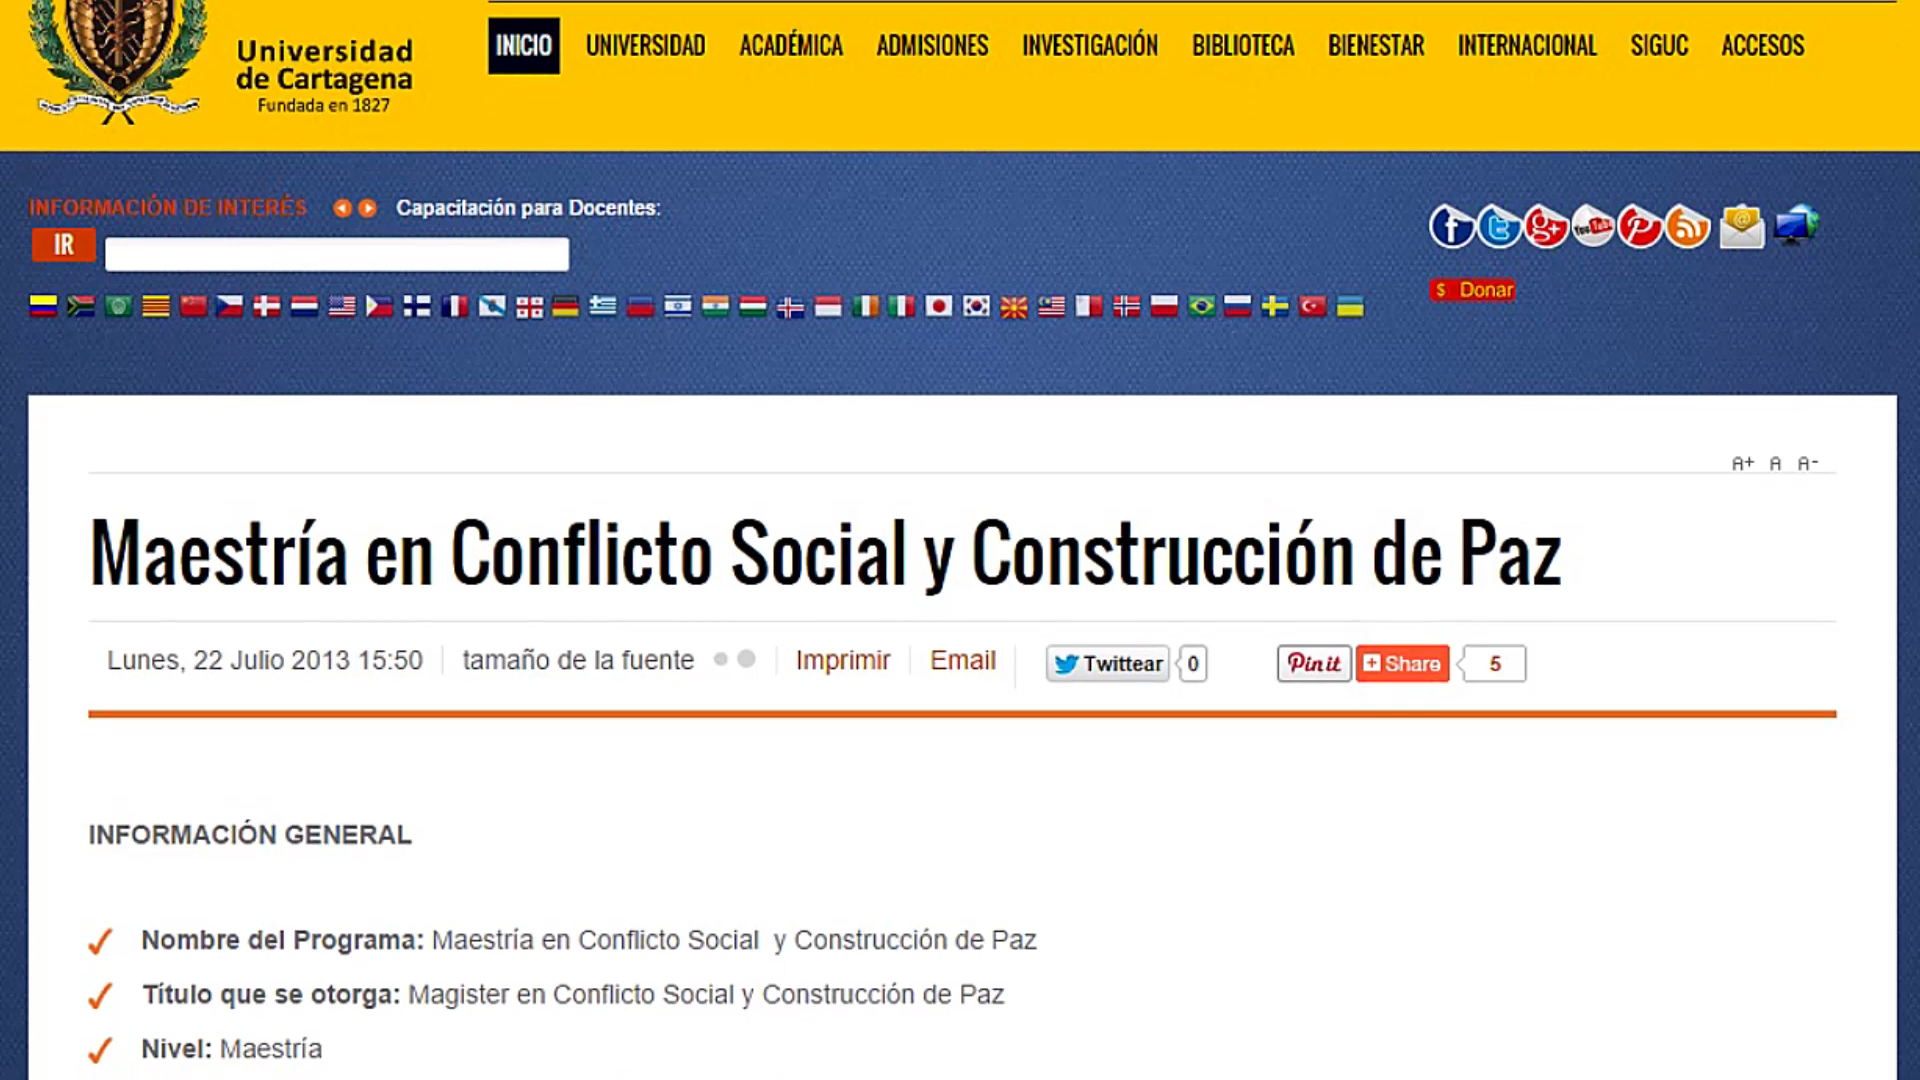 Universidad
de Cartagena
Fundada en 1827
INICIO UNIVERSIDAD ACADÉMICA ADMISIONES INVESTIGACIÓN BIBLIOTECA BIENESTAR INTERNACIONAL SIGUC ACCESOS
INFORMACIÓN DE INTERÉS Capacitación para Docentes:
IR
$ Donar
A+ A A-
Maestría en Conflicto Social y Construcción de Paz
Lunes, 22 Julio 2013 15:50 tamaño de la fuente Imprimir Email Twittear 0 Pin it Share 5
INFORMACIÓN GENERAL
Nombre del Programa: Maestría en Conflicto Social y Construcción de Paz
Título que se otorga: Magister en Conflicto Social y Construcción de Paz
Nivel: Maestría